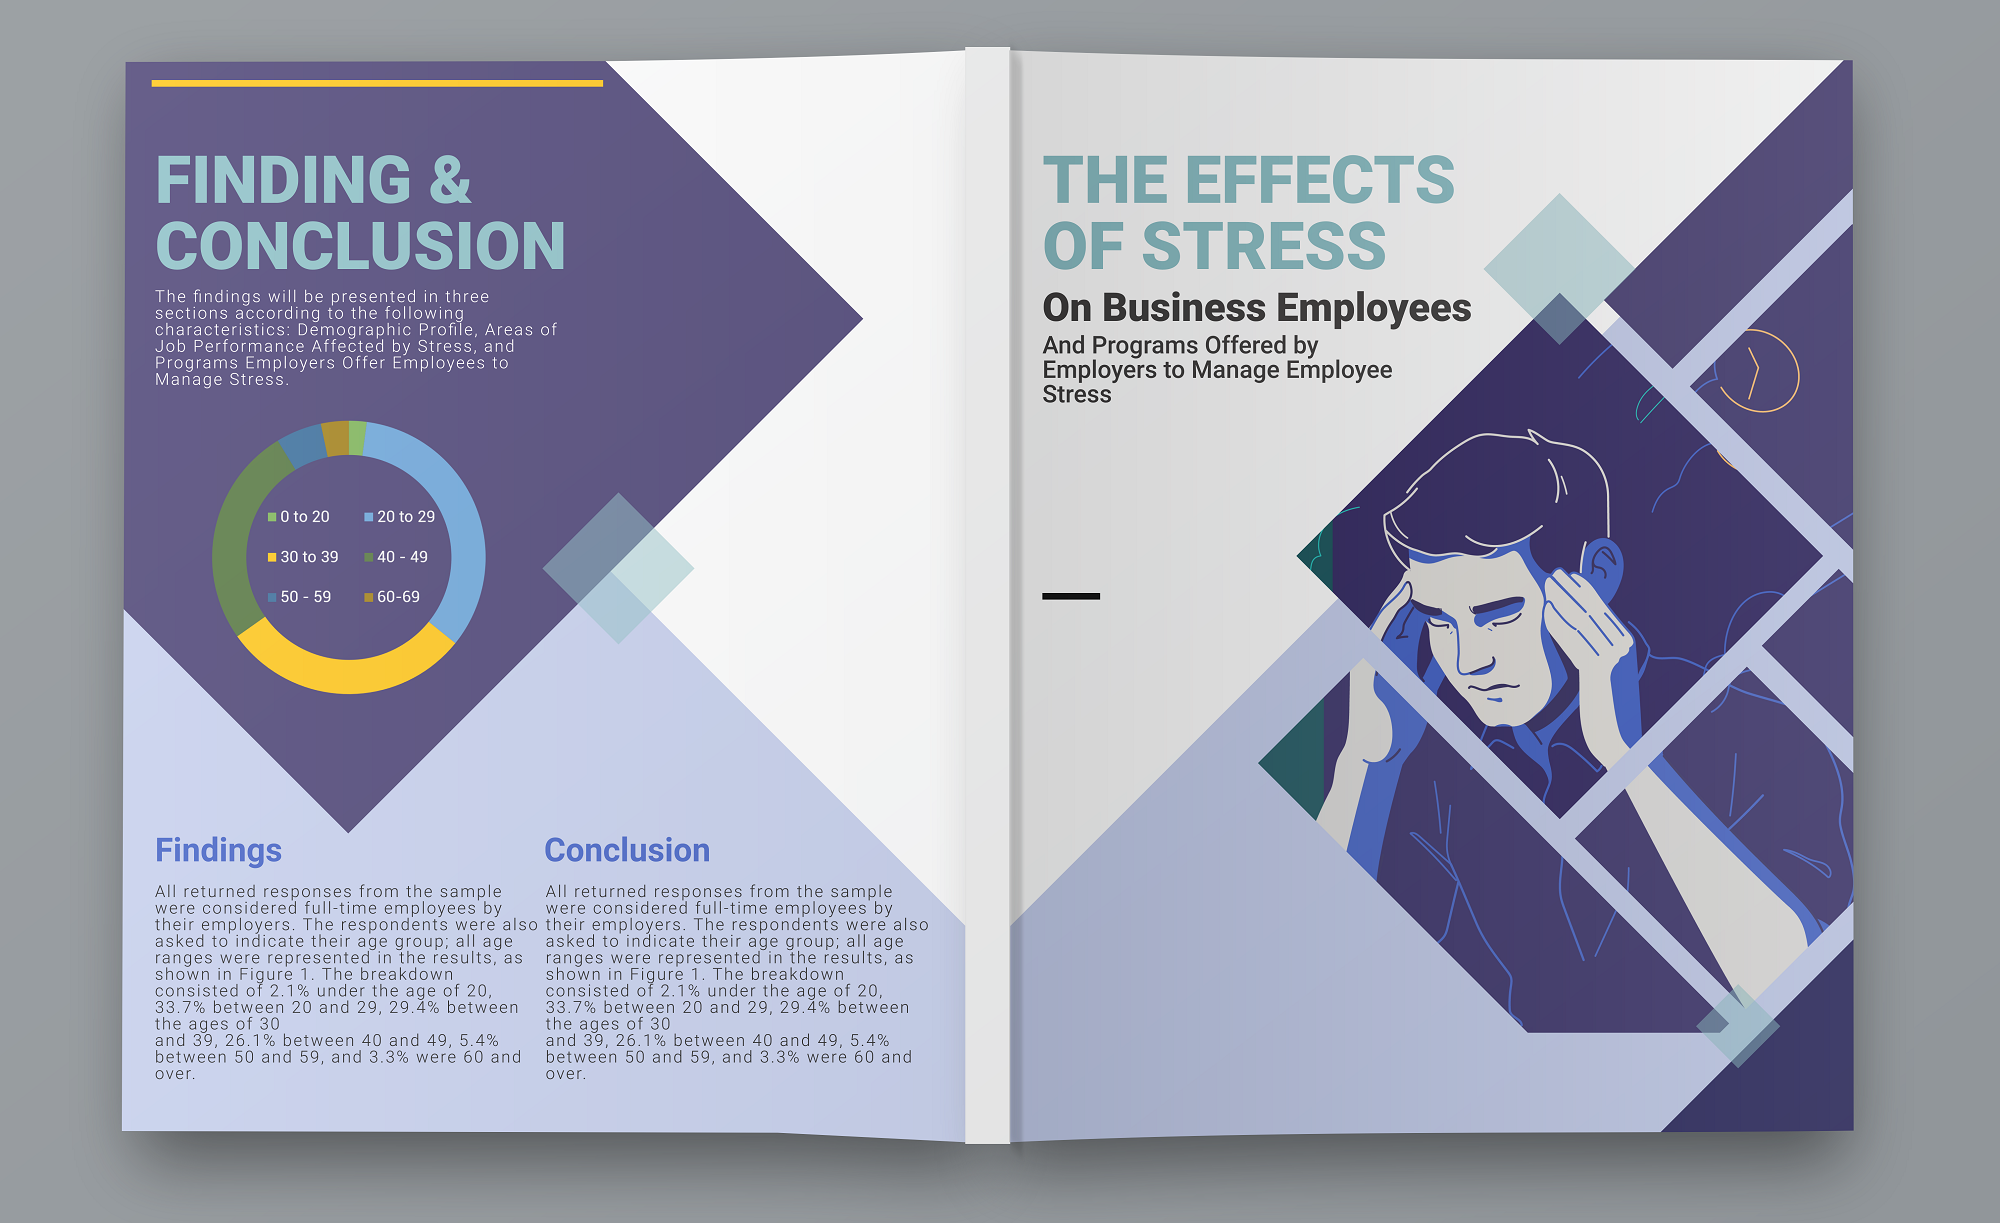 FINDING &
CONCLUSION
The findings will be presented in three
sections according to the following
characteristics: Demographic Profile, Areas of
Job Performance Affected by Stress, and
Programs Employers Offer Employees to
Manage Stress.
0 to 20
20 to 29
30 to 39
40 - 49
50 - 59
60-69
Findings
All returned responses from the sample
were considered full-time employees by
their employers. The respondents were also
asked to indicate their age group; all age
ranges were represented in the results, as
shown in Figure 1. The breakdown
consisted of 2.1% under the age of 20,
33.7% between 20 and 29, 29.4% between
the ages of 30
and 39, 26.1% between 40 and 49, 5.4%
between 50 and 59, and 3.3% were 60 and
over.
Conclusion
All returned responses from the sample
were considered full-time employees by
their employers. The respondents were also
asked to indicate their age group; all age
ranges were represented in the results, as
shown in Figure 1. The breakdown
consisted of 2.1% under the age of 20,
33.7% between 20 and 29, 29.4% between
the ages of 30
and 39, 26.1% between 40 and 49, 5.4%
between 50 and 59, and 3.3% were 60 and
over.
THE EFFECTS
OF STRESS
On Business Employees
And Programs Offered by
Employers to Manage Employee
Stress